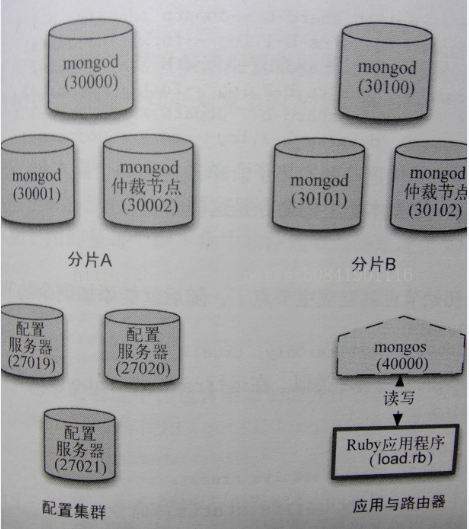 mongod
(30000)
mongod
(30100)
mongod
(30001)
mongod
仲裁节点
(30002)
mongod
(30101)
mongod
仲裁节点
(30102)
分片A
分片B
配置
服务器
(27019)
配置
服务器
(27020)
mongos
(40000)
读写
配置
服务器
(27021)
Ruby应用程序
(load.rb)
配置集群
应用与路由器